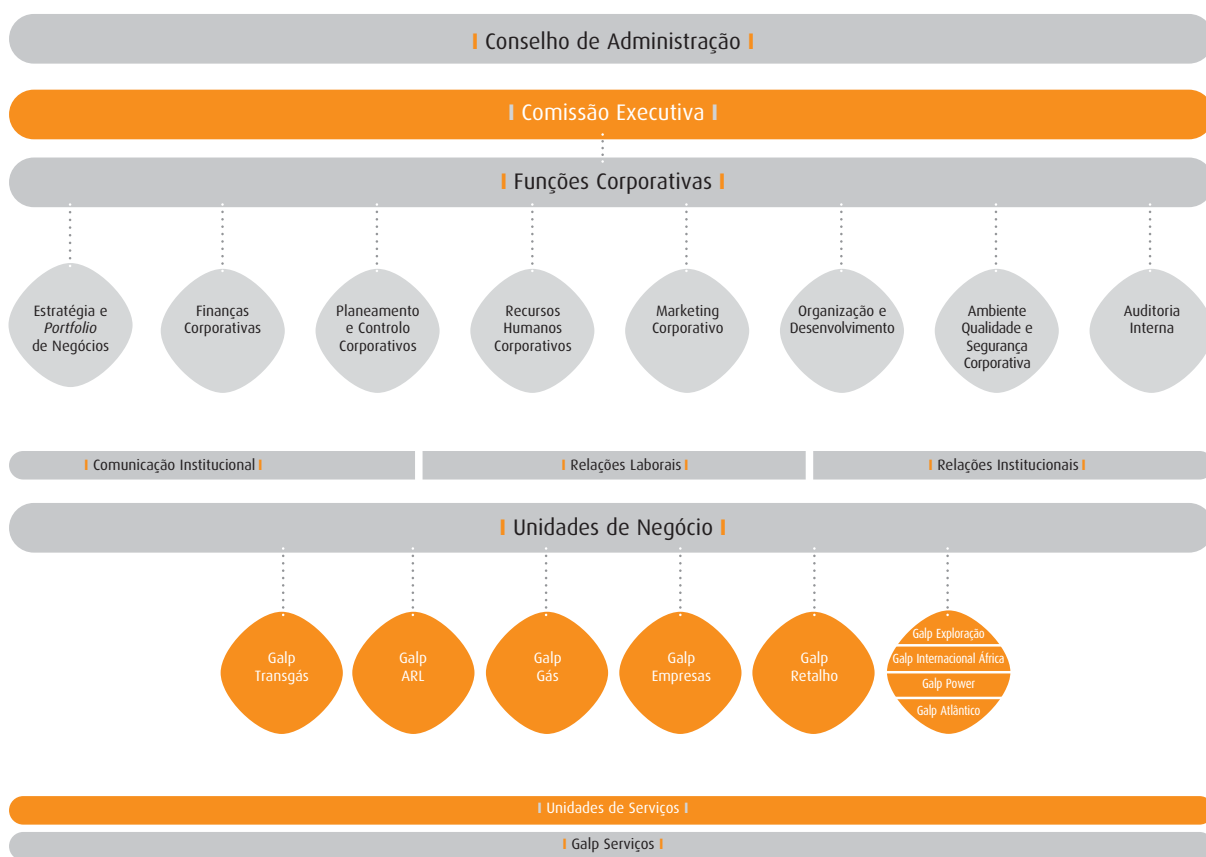 Conselho de Administração
Comissão Executiva
Funções Corporativas
Estratégia e
Portfolio
de Negócios
Finanças
Corporativas
Planeamento
e Controlo
Corporativos
Recursos
Humanos
Corporativos
Marketing
Corporativo
Organização e
Desenvolvimento
Ambiente
Qualidade e
Segurança
Corporativa
Auditoria
Interna
Comunicação Institucional
Relações Laborais
Relações Institucionais
Unidades de Negócio
Galp
Transgás
Galp
ARL
Galp
Gás
Galp
Empresas
Galp
Retalho
Galp Exploração
Galp Internacional África
Galp Power
Galp Atlântico
Unidades de Serviços
Galp Serviços